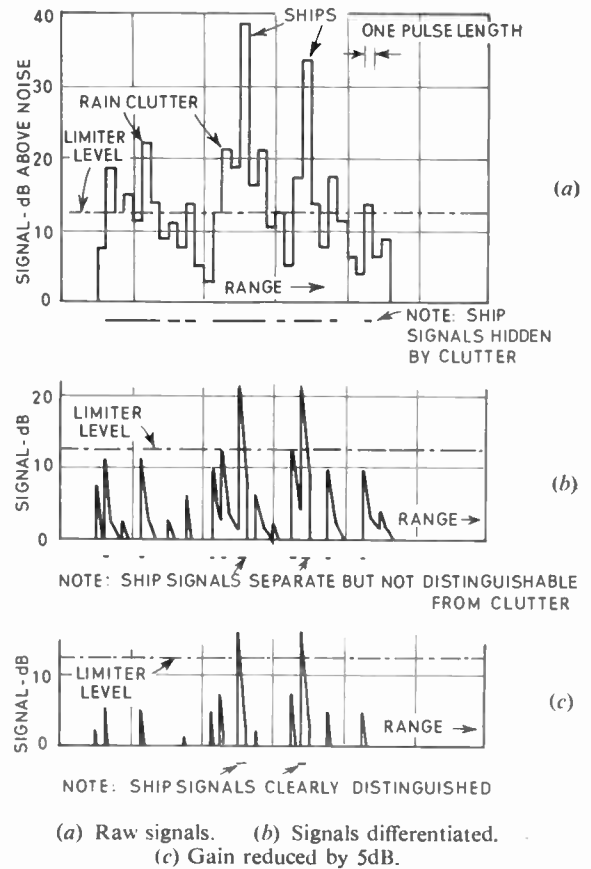 40
30
20
10
0
SIGNAL - dB ABOVE NOISE
SHIPS
ONE PULSE LENGTH
RAIN CLUTTER
LIMITER
LEVEL
RANGE
(a)
NOTE: SHIP
SIGNALS HIDDEN
BY CLUTTER
20
10
0
SIGNAL - dB
LIMITER
LEVEL
RANGE
(b)
NOTE: SHIP SIGNALS SEPARATE BUT NOT DISTINGUISHABLE
FROM CLUTTER
10
0
SIGNAL-dB
LIMITER
LEVEL
RANGE
(c)
NOTE: SHIP SIGNALS CLEARLY DISTINGUISHED
(a) Raw signals. (b) Signals differentiated.
(c) Gain reduced by 5dB.